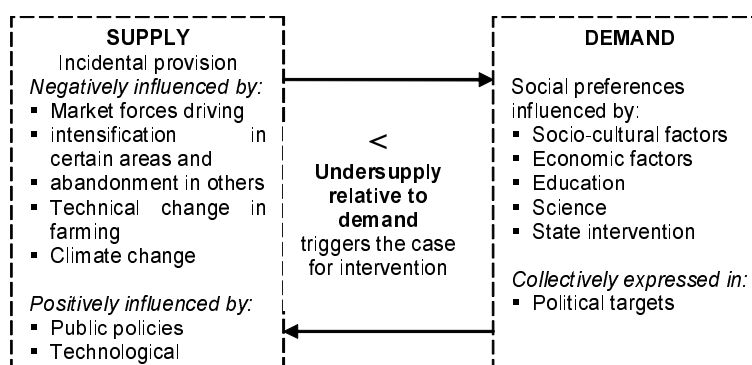 SUPPLY
Incidental provision
Negatively influenced by:
▪ Market forces driving
▪ intensification in
certain areas and
▪ abandonment in others
▪ Technical change in
farming
▪ Climate change
Positively influenced by:
▪ Public policies
▪ Technological
<
Undersupply
relative to
demand
triggers the case
for intervention
DEMAND
Social preferences
influenced by:
▪ Socio-cultural factors
▪ Economic factors
▪ Education
▪ Science
▪ State intervention
Collectively expressed in:
▪ Political targets